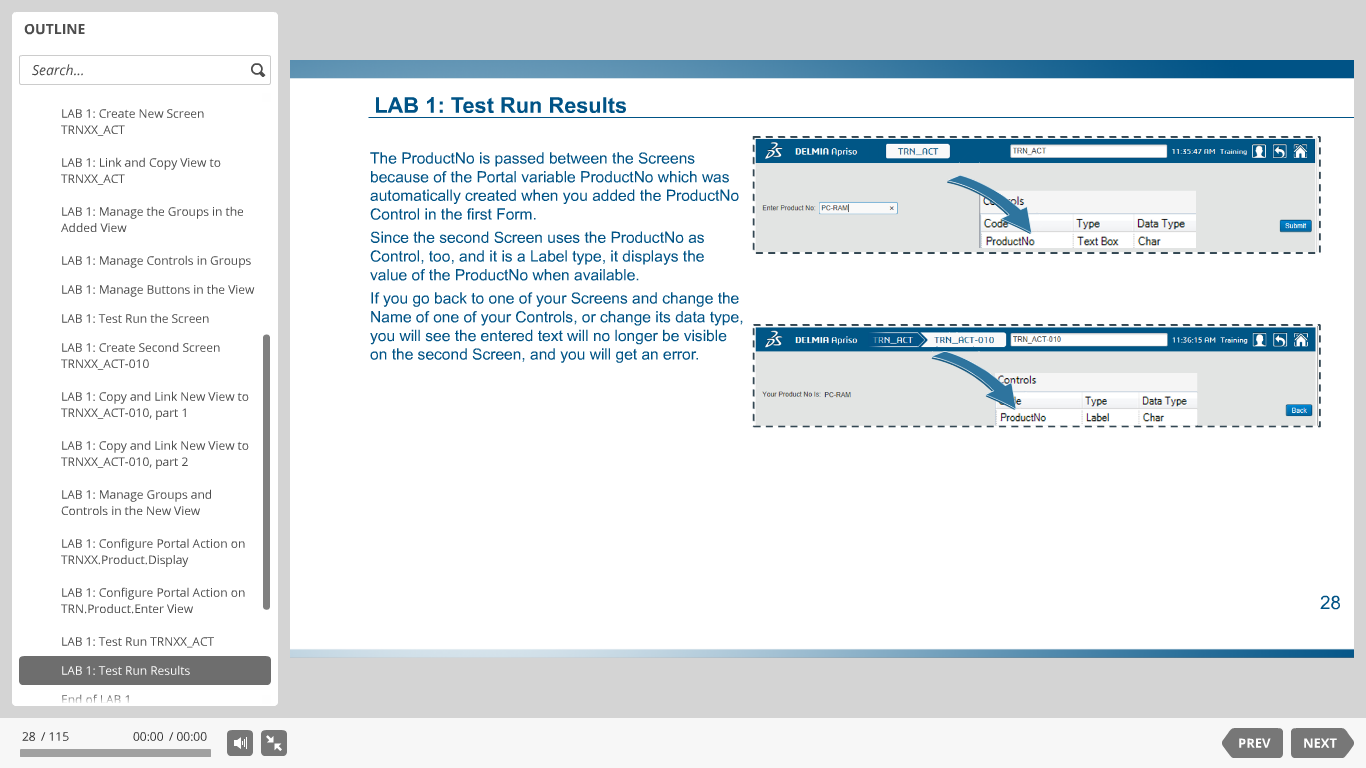 OUTLINE
Search...
LAB 1: Create New Screen
TRNXX_ACT
LAB 1: Link and Copy View to
TRNXX_ACT
LAB 1: Manage the Groups in the
Added View
LAB 1: Manage Controls in Groups
LAB 1: Manage Buttons in the View
LAB 1: Test Run the Screen
LAB 1: Create Second Screen
TRNXX_ACT-010
LAB 1: Copy and Link New View to
TRNXX_ACT-010, part 1
LAB 1: Copy and Link New View to
TRNXX_ACT-010, part 2
LAB 1: Manage Groups and
Controls in the New View
LAB 1: Configure Portal Action on
TRNXX.Product.Display
LAB 1: Configure Portal Action on
TRN.Product.Enter View
LAB 1: Test Run TRNXX_ACT
LAB 1: Test Run Results
End of LAB 1
LAB 1: Test Run Results
The ProductNo is passed between the Screens
because of the Portal variable ProductNo which was
automatically created when you added the ProductNo
Control in the first Form.
Since the second Screen uses the ProductNo as
Control, too, and it is a Label type, it displays the
value of the ProductNo when available.
If you go back to one of your Screens and change the
Name of one of your Controls, or change its data type,
you will see the entered text will no longer be visible
on the second Screen, and you will get an error.
DELMIA Apriso TRN_ACT TRN_ACT 11:35:47 AM Training
Enter Product No: PC-RAM ×
Controls
Code Type Data Type
ProductNo Text Box Char
Submit
DELMIA Apriso TRN_ACT TRN_ACT-010 TRN_ACT-010 11:36:15 AM Training
Your Product No Is: PC-RAM
Controls
Type Data Type
ProductNo Label Char
Back
28
28 / 115 00:00 / 00:00
PREV NEXT